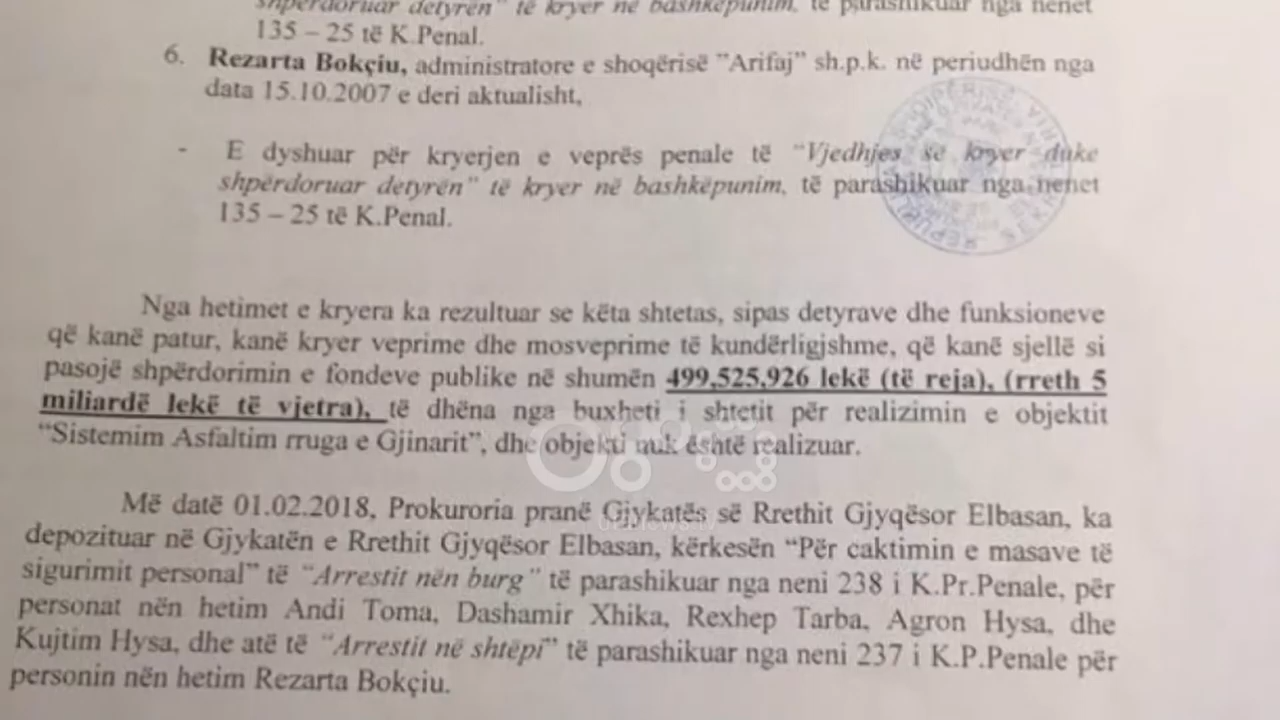 shpërdoruar detyrën" të kryer në bashkëpunim, të parashikuar nga nenet
135 – 25 të K.Penal.
6. Rezarta Bokçiu, administratore e shoqërisë "Arifaj" sh.p.k. në periudhën nga
data 15.10.2007 e deri aktualisht,
- E dyshuar për kryerjen e veprës penale të "Vjedhjes së kryer duke
shpërdoruar detyrën" të kryer në bashkëpunim, të parashikuar nga nenet
135 – 25 të K.Penal.
Nga hetimet e kryera ka rezultuar se këta shtetas, sipas detyrave dhe funksioneve
që kanë patur, kanë kryer veprime dhe mosveprime të kundërligjshme, që kanë sjellë si
pasojë shpërdorimin e fondeve publike në shumën 499,525,926 lekë (të reja), (rreth 5
miliardë lekë të vjetra), të dhëna nga buxheti i shtetit për realizimin e objektit
"Sistemim Asfaltim rruga e Gjinarit", dhe objekti nuk është realizuar.
Më datë 01.02.2018, Prokuroria pranë Gjykatës së Rrethit Gjyqësor Elbasan, ka
depozituar në Gjykatën e Rrethit Gjyqësor Elbasan, kërkesën "Për caktimin e masave të
sigurimit personal" të "Arrestit nën burg" të parashikuar nga neni 238 i K.Pr.Penale, për
personat nën hetim Andi Toma, Dashamir Xhika, Rexhep Tarba, Agron Hysa, dhe
Kujtim Hysa, dhe atë të "Arrestit në shtëpi" të parashikuar nga neni 237 i K.P.Penale për
personin nën hetim Rezarta Bokçiu.